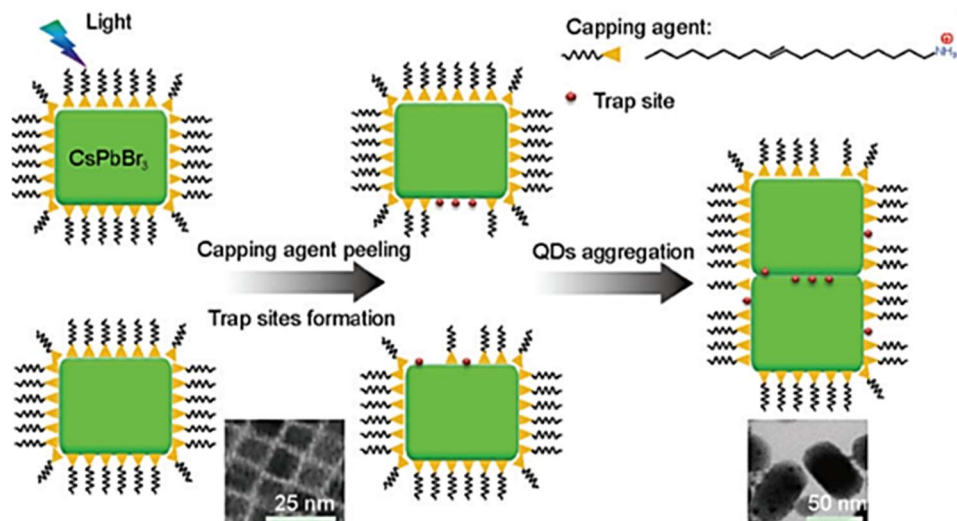 Light
Capping agent:
NH₃
⊕
Trap site
CsPbBr₃
Capping agent peeling
Trap sites formation
QDs aggregation
25 nm
50 nm